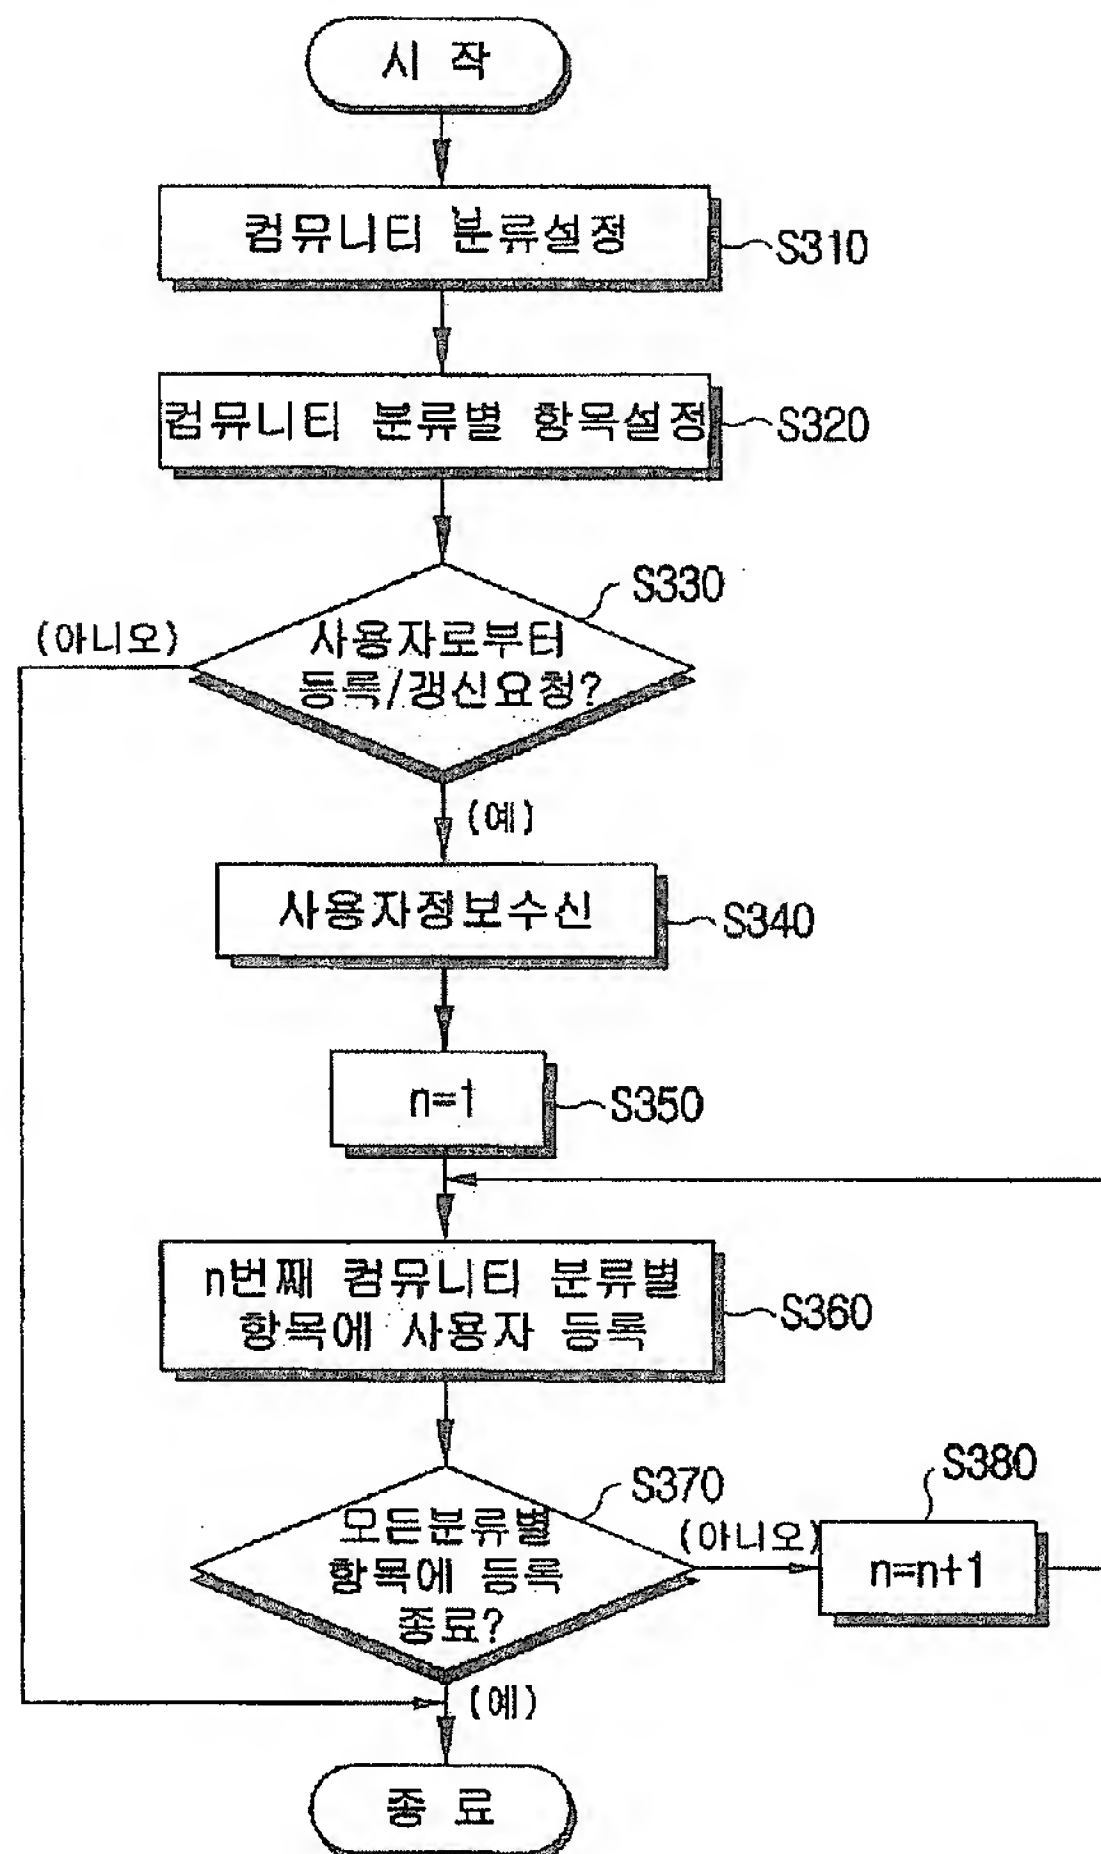 시 작
컴뮤니티 분류설정
S310
컴뮤니티 분류별 항목설정
S320
S330
(아니오)
사용자로부터
등록/갱신요청?
(예)
사용자정보수신
S340
n=1
S350
n번째 컴뮤니티 분류별
항목에 사용자 등록
S360
S370
모든분류별
항목에 등록
종료?
(아니오)
S380
n=n+1
(예)
종 료